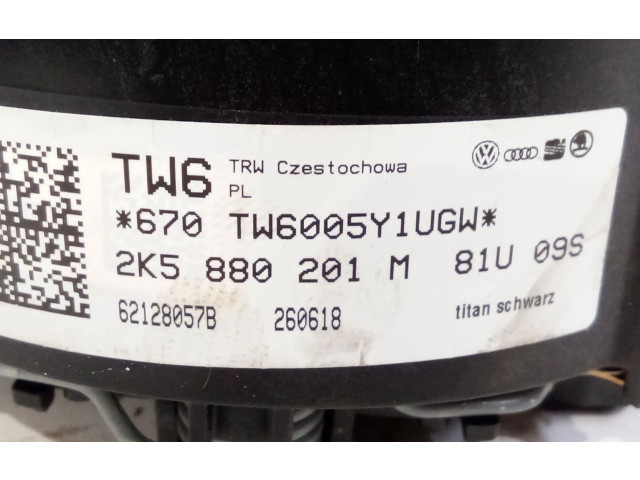 TW6 TRW Czestochowa
PL
*670 TW6005Y1UGW*
2K5 880 201 M 81U 09S
62128057B 260618 titan schwarz